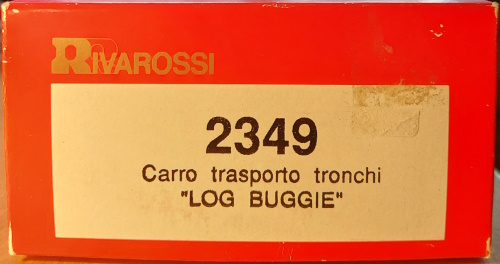 RIVAROSSI
2349
Carro trasporto tronchi
"LOG BUGGIE"